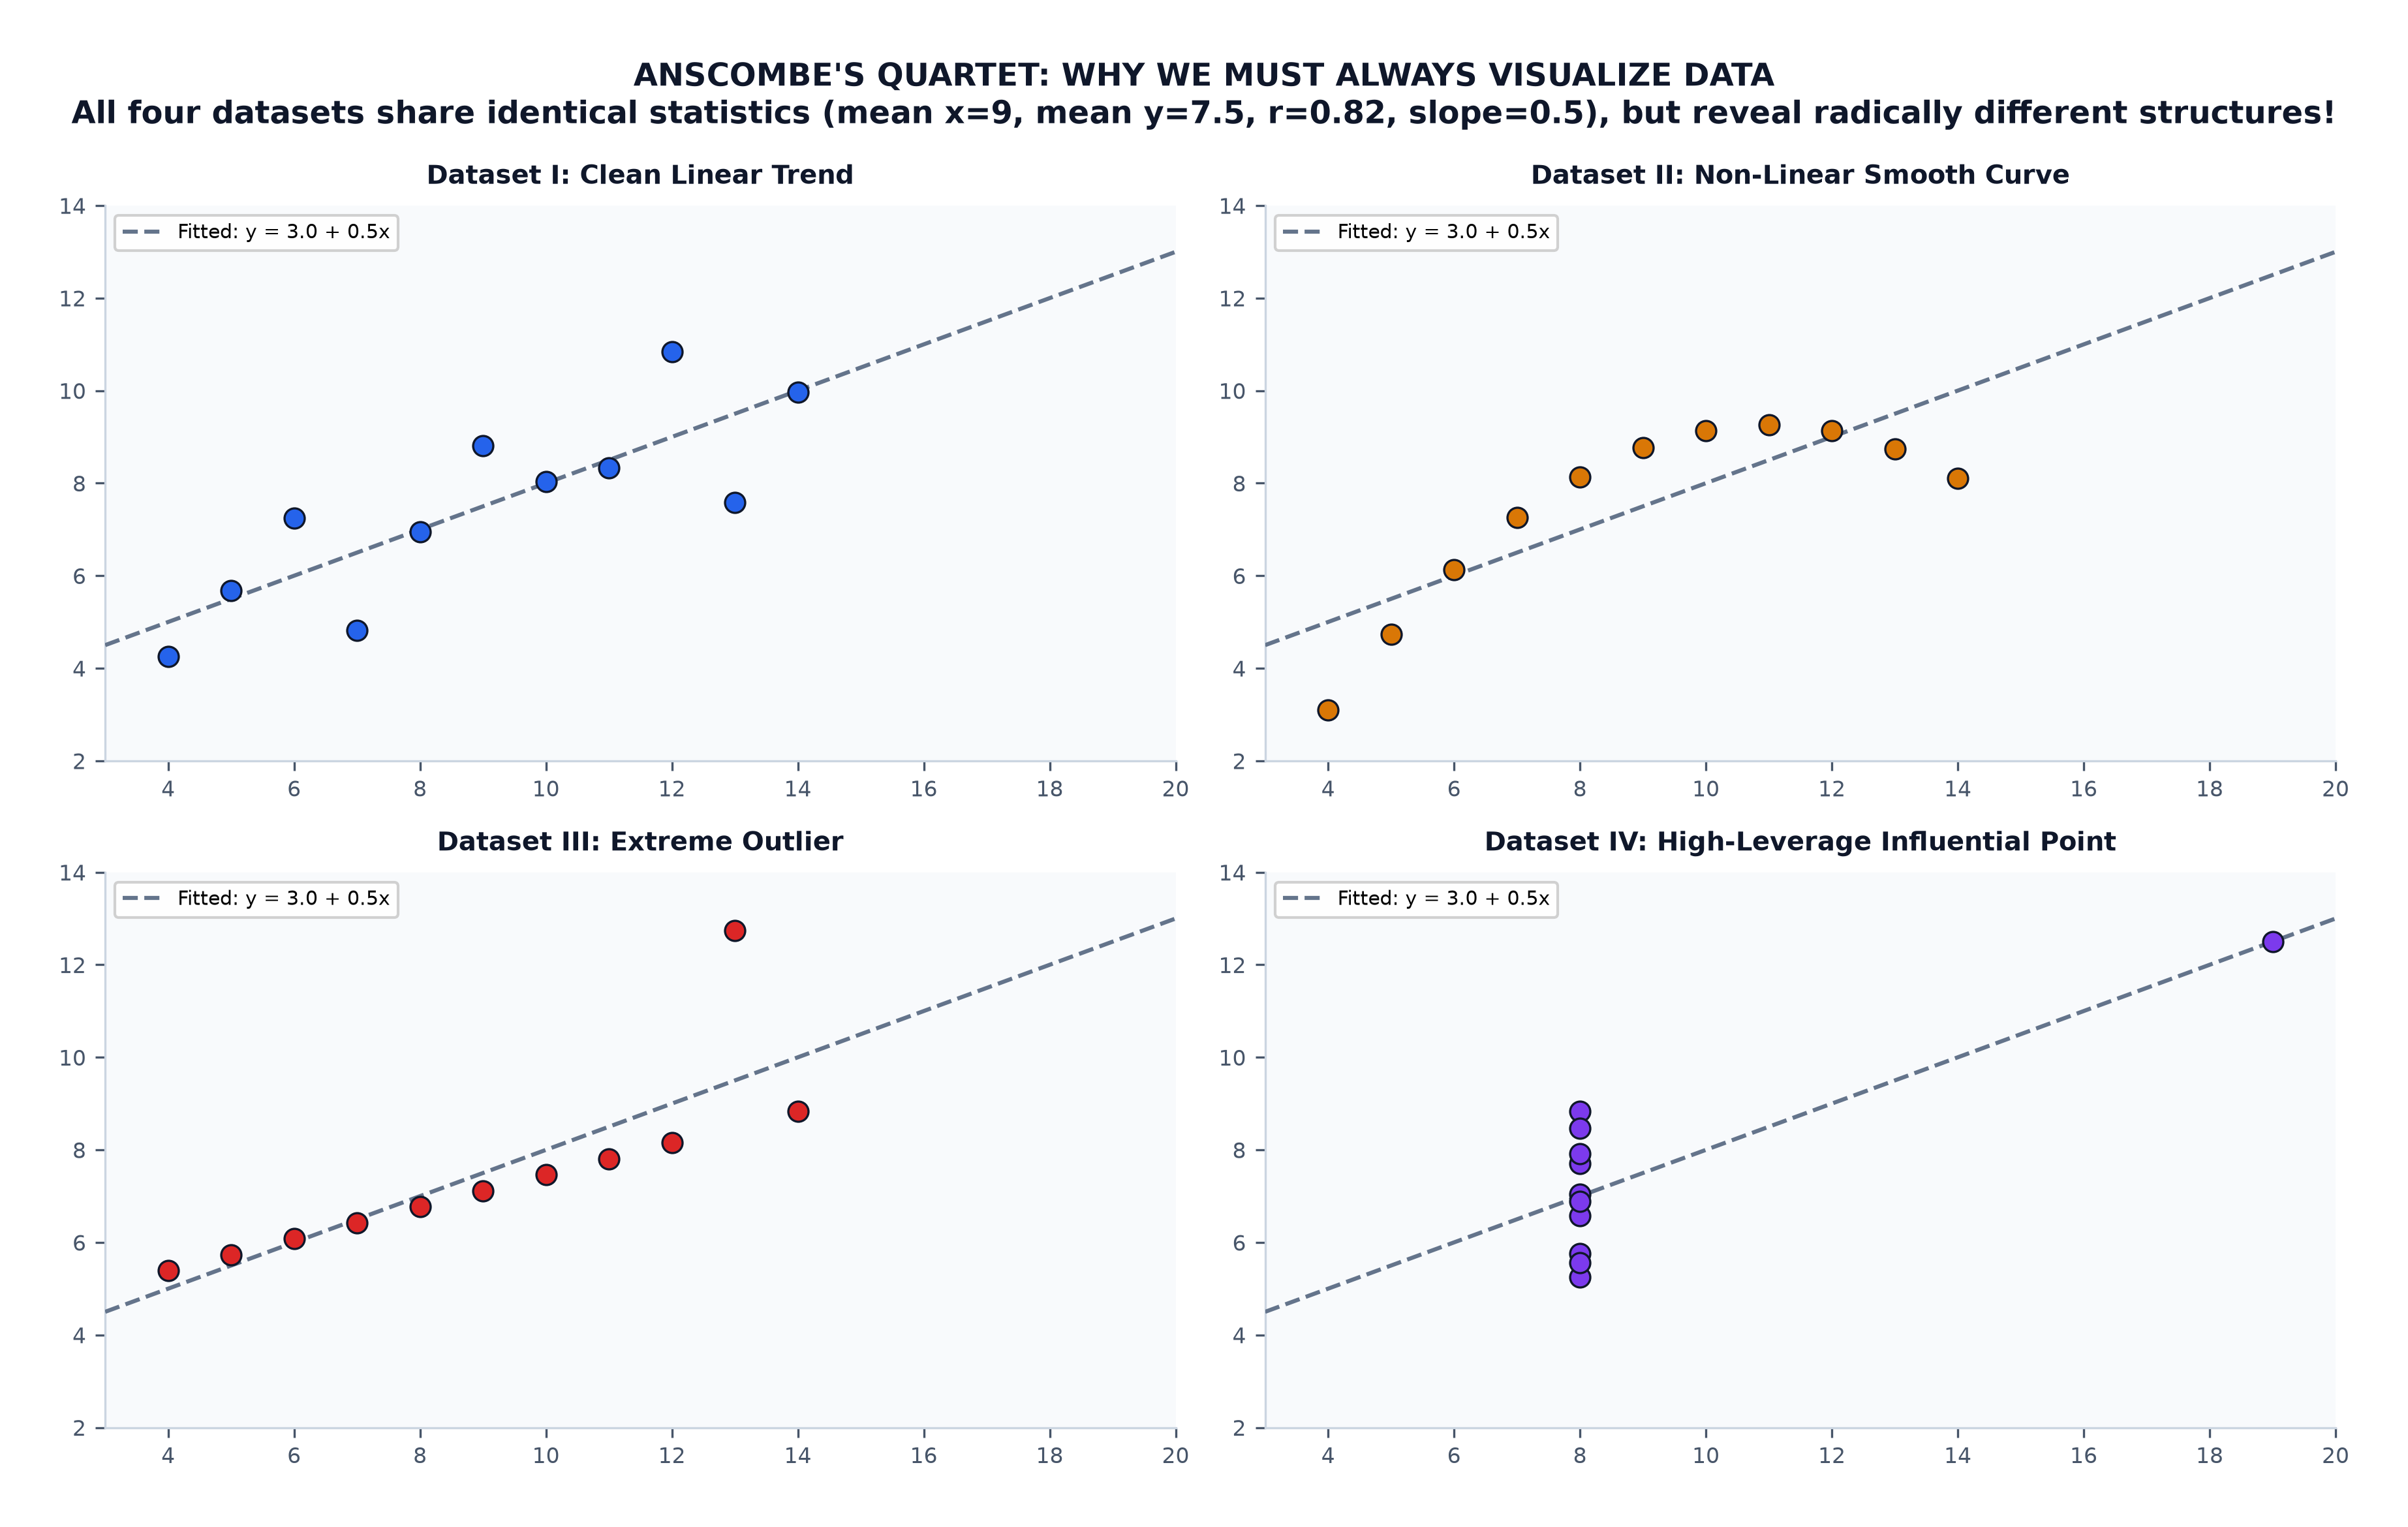 ANSCOMBE'S QUARTET: WHY WE MUST ALWAYS VISUALIZE DATA
All four datasets share identical statistics (mean x=9, mean y=7.5, r=0.82, slope=0.5), but reveal radically different structures!
Dataset I: Clean Linear Trend
Fitted: y = 3.0 + 0.5x
14
12
10
8
6
4
2
4 6 8 10 12 14 16 18 20
Dataset II: Non-Linear Smooth Curve
Fitted: y = 3.0 + 0.5x
14
12
10
8
6
4
2
4 6 8 10 12 14 16 18 20
Dataset III: Extreme Outlier
Fitted: y = 3.0 + 0.5x
14
12
10
8
6
4
2
4 6 8 10 12 14 16 18 20
Dataset IV: High-Leverage Influential Point
Fitted: y = 3.0 + 0.5x
14
12
10
8
6
4
2
4 6 8 10 12 14 16 18 20